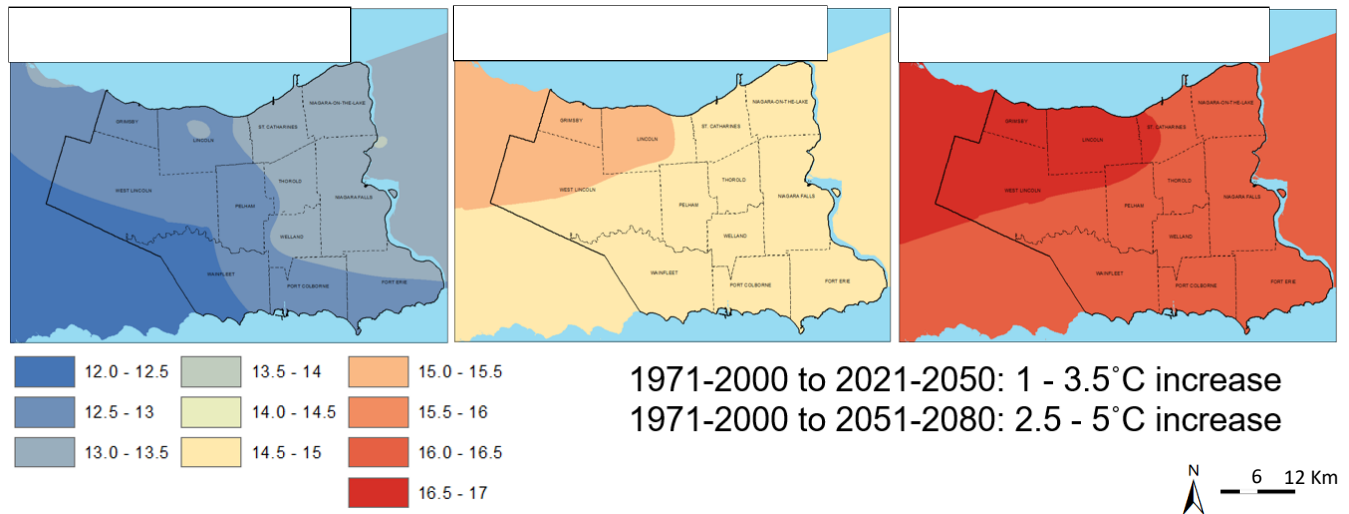 GRIMSBY
LINCOLN
ST. CATHARINES
NIAGARA-ON-THE-LAKE
WEST LINCOLN
PELHAM
THOROLD
NIAGARA FALLS
WELLAND
WAINFLEET
PORT COLBORNE
FORT ERIE
GRIMSBY
LINCOLN
ST. CATHARINES
NIAGARA-ON-THE-LAKE
WEST LINCOLN
PELHAM
THOROLD
NIAGARA FALLS
WELLAND
WAINFLEET
PORT COLBORNE
FORT ERIE
GRIMSBY
LINCOLN
ST. CATHARINES
NIAGARA-ON-THE-LAKE
WEST LINCOLN
PELHAM
THOROLD
NIAGARA FALLS
WELLAND
WAINFLEET
PORT COLBORNE
FORT ERIE
12.0 - 12.5
12.5 - 13
13.0 - 13.5
13.5 - 14
14.0 - 14.5
14.5 - 15
15.0 - 15.5
15.5 - 16
16.0 - 16.5
16.5 - 17
1971-2000 to 2021-2050: 1 - 3.5˚C increase
1971-2000 to 2051-2080: 2.5 - 5˚C increase
N
6 12 Km